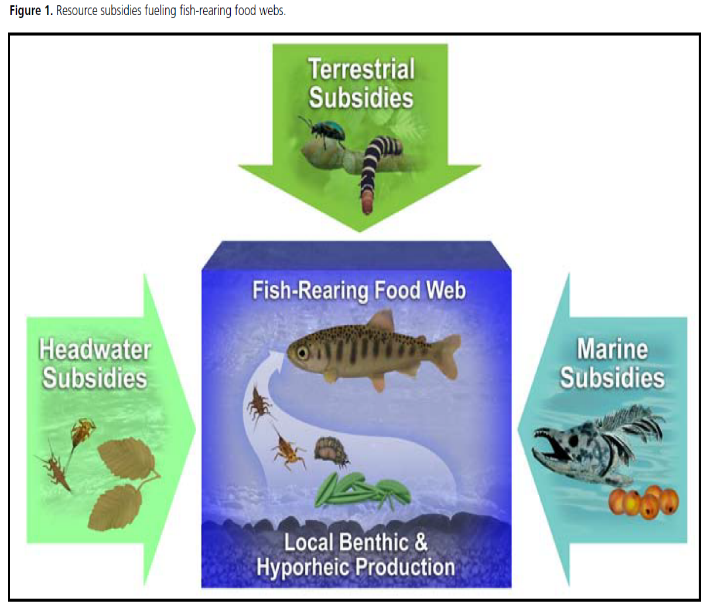 Figure 1. Resource subsidies fueling fish-rearing food webs.
Terrestrial
Subsidies
Fish-Rearing Food Web
Headwater
Subsidies
Marine
Subsidies
Local Benthic &
Hyporheic Production